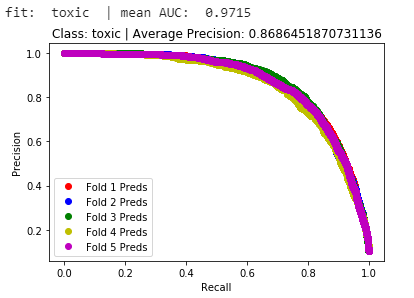 fit:  toxic  | mean AUC:  0.9715
Class: toxic | Average Precision: 0.8686451870731136
1.0
0.8
0.6
0.4
0.2
Precision
Fold 1 Preds
Fold 2 Preds
Fold 3 Preds
Fold 4 Preds
Fold 5 Preds
0.0 0.2 0.4 0.6 0.8 1.0
Recall